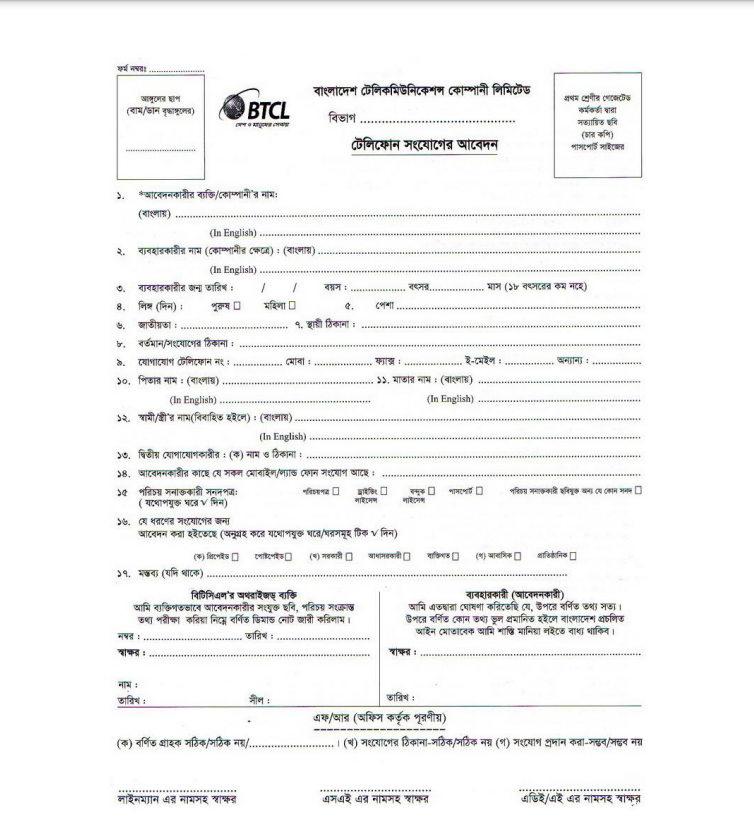 ফর্ম নম্বরঃ ........................
আঙ্গুলের ছাপ
(বাম/ডান বৃদ্ধাঙ্গুলের)
................................
BTCL
দেশ ও মানুষের সেবায়
বাংলাদেশ টেলিকমিউনিকেশন্স কোম্পানী লিমিটেড
বিভাগ ................................................
টেলিফোন সংযোগের আবেদন
প্রথম শ্রেণীর গেজেটেড
কর্মকর্তা দ্বারা
সত্যায়িত ছবি
(চার কপি)
পাসপোর্ট সাইজের
১. *আবেদনকারীর ব্যক্তি/কোম্পানী'র নাম:
(বাংলায়) ................................................
(In English) ................................................
২. ব্যবহারকারীর নাম (কোম্পানীর ক্ষেত্রে) : (বাংলায়) ................................................
(In English) ................................................
৩. ব্যবহারকারীর জন্ম তারিখ : / / বয়স : .................. বৎসর.................. মাস (১৮ বৎসরের কম নহে)
৪. লিঙ্গ (দিন) : পুরুষ □ মহিলা □ ৫. পেশা ................................................
৬. জাতীয়তা : ................................ ৭. স্থায়ী ঠিকানা : ................................................
৮. বর্তমান/সংযোগের ঠিকানা : ................................................
৯. যোগাযোগ টেলিফোন নং : ................ মোবা : ................ ফ্যাক্স : ................ ই-মেইল : ................ অন্যান্য : ................
১০. পিতার নাম : (বাংলায়) ................................ ১১. মাতার নাম : (বাংলায়) ................................
(In English) ................................ (In English) ................................
১২. স্বামী/স্ত্রী'র নাম(বিবাহিত হইলে) : (বাংলায়) ................................................
(In English) ................................................
১৩. দ্বিতীয় যোগাযোগকারীর : (ক) নাম ও ঠিকানা : ................................................
১৪. আবেদনকারীর কাছে যে সকল মোবাইল/ল্যান্ড ফোন সংযোগ আছে : ................................................
১৫ পরিচয় সনাক্তকারী সনদপত্র: পরিচয়পত্র □ ড্রাইভিং □ বন্দুক □ পাসপোর্ট □ পরিচয় সনাক্তকারী ছবিযুক্ত অন্য যে কোন সনদ □
( যথোপযুক্ত ঘরে √ দিন) লাইসেন্স লাইসেন্স
১৬. যে ধরণের সংযোগের জন্য
আবেদন করা হইতেছে (অনুগ্রহ করে যথোপযুক্ত ঘরে/ঘরসমূহ টিক √ দিন)
(ক) প্রিপেইড □ পোষ্টপেইড □ (খ) সরকারী □ আধাসরকারী □ ব্যক্তিগত □ (গ) আবাসিক □ প্রাতিষ্ঠানিক □
১৭. মন্তব্য (যদি থাকে) ................................................
বিটিসিএল'র অথরাইজড্ ব্যক্তি
আমি ব্যক্তিগতভাবে আবেদনকারীর সংযুক্ত ছবি, পরিচয় সংক্রান্ত
তথ্য পরীক্ষা করিয়া নিম্নে বর্ণিত ডিমান্ড নোট জারী করিলাম।
নম্বর : ................................ তারিখ : ................................
স্বাক্ষর : ................................................
নাম :
তারিখ : সীল :
ব্যবহারকারী (আবেদনকারী)
আমি এতদ্বারা ঘোষণা করিতেছি যে, উপরে বর্ণিত তথ্য সত্য।
উপরে বর্ণিত কোন তথ্য ভুল প্রমানিত হইলে বাংলাদেশ প্রচলিত
আইন মোতাবেক আমি শাস্তি মানিয়া লইতে বাধ্য থাকিব।
স্বাক্ষর : ................................................
তারিখ :
এফ/আর (অফিস কর্তৃক পূরণীয়)
(ক) বর্ণিত গ্রাহক সঠিক/সঠিক নয়/........................। (খ) সংযোগের ঠিকানা-সঠিক/সঠিক নয় (গ) সংযোগ প্রদান করা-সম্ভব/সম্ভব নয়
লাইনম্যান এর নামসহ স্বাক্ষর
এসএই এর নামসহ স্বাক্ষর
এডিই/এই এর নামসহ স্বাক্ষর